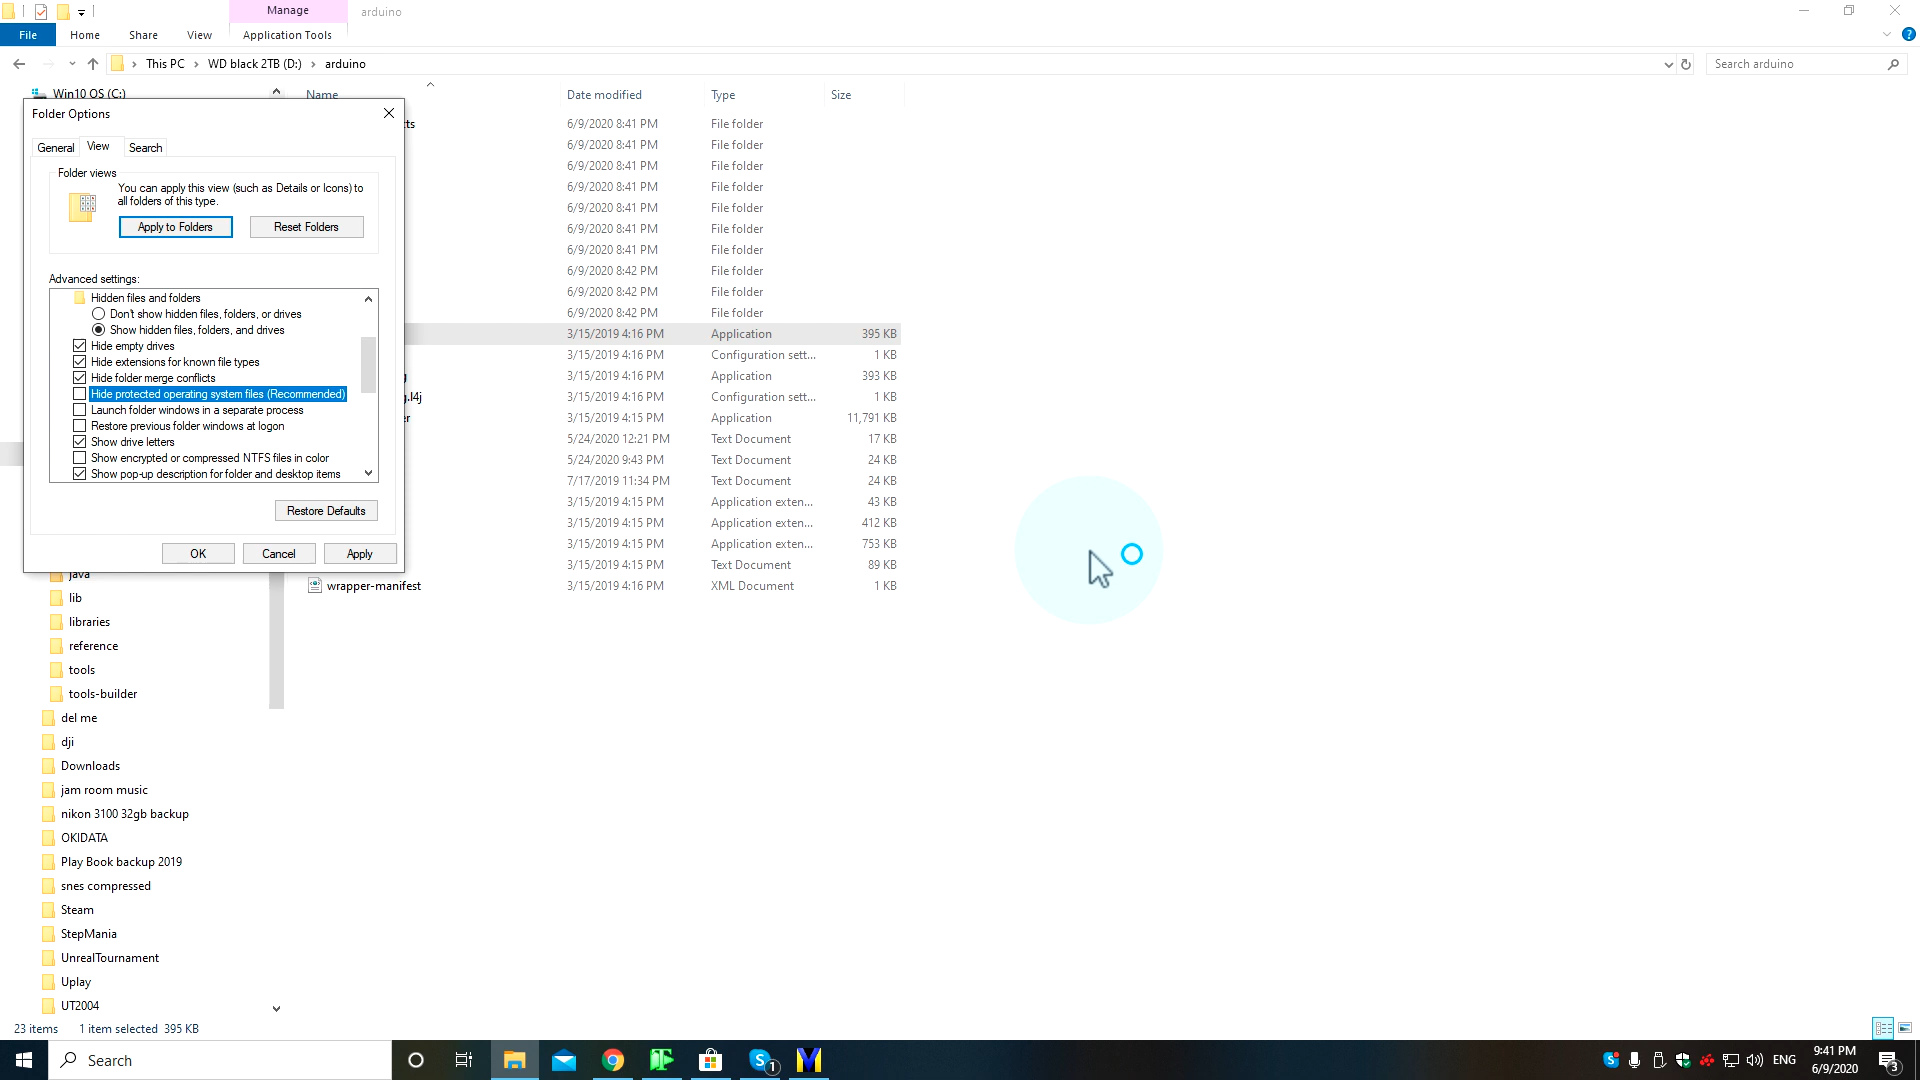 Manage
arduino
File
Home
Share
View
Application Tools
This PC
WD black 2TB (D:)
arduino
Search arduino
Win10 OS (C:)
Name
Date modified
Type
Size
Folder Options
General
View
Search
Folder views
You can apply this view (such as Details or Icons) to
all folders of this type.
Apply to Folders
Reset Folders
Advanced settings:
Hidden files and folders
Don't show hidden files, folders, or drives
Show hidden files, folders, and drives
Hide empty drives
Hide extensions for known file types
Hide folder merge conflicts
Hide protected operating system files (Recommended)
Launch folder windows in a separate process
Restore previous folder windows at logon
Show drive letters
Show encrypted or compressed NTFS files in color
Show pop-up description for folder and desktop items
Restore Defaults
OK
Cancel
Apply
6/9/2020 8:41 PM File folder
6/9/2020 8:41 PM File folder
6/9/2020 8:41 PM File folder
6/9/2020 8:41 PM File folder
6/9/2020 8:41 PM File folder
6/9/2020 8:41 PM File folder
6/9/2020 8:41 PM File folder
6/9/2020 8:42 PM File folder
6/9/2020 8:42 PM File folder
6/9/2020 8:42 PM File folder
3/15/2019 4:16 PM Application 395 KB
3/15/2019 4:16 PM Configuration sett... 1 KB
3/15/2019 4:16 PM Application 393 KB
3/15/2019 4:16 PM Configuration sett... 1 KB
3/15/2019 4:15 PM Application 11,791 KB
5/24/2020 12:21 PM Text Document 17 KB
5/24/2020 9:43 PM Text Document 24 KB
7/17/2019 11:34 PM Text Document 24 KB
3/15/2019 4:15 PM Application exten... 43 KB
3/15/2019 4:15 PM Application exten... 412 KB
3/15/2019 4:15 PM Application exten... 753 KB
3/15/2019 4:15 PM Text Document 89 KB
wrapper-manifest 3/15/2019 4:16 PM XML Document 1 KB
java
lib
libraries
reference
tools
tools-builder
del me
dji
Downloads
jam room music
nikon 3100 32gb backup
OKIDATA
Play Book backup 2019
snes compressed
Steam
StepMania
UnrealTournament
Uplay
UT2004
23 items
1 item selected 395 KB
Search
1
ENG
9:41 PM
6/9/2020
3